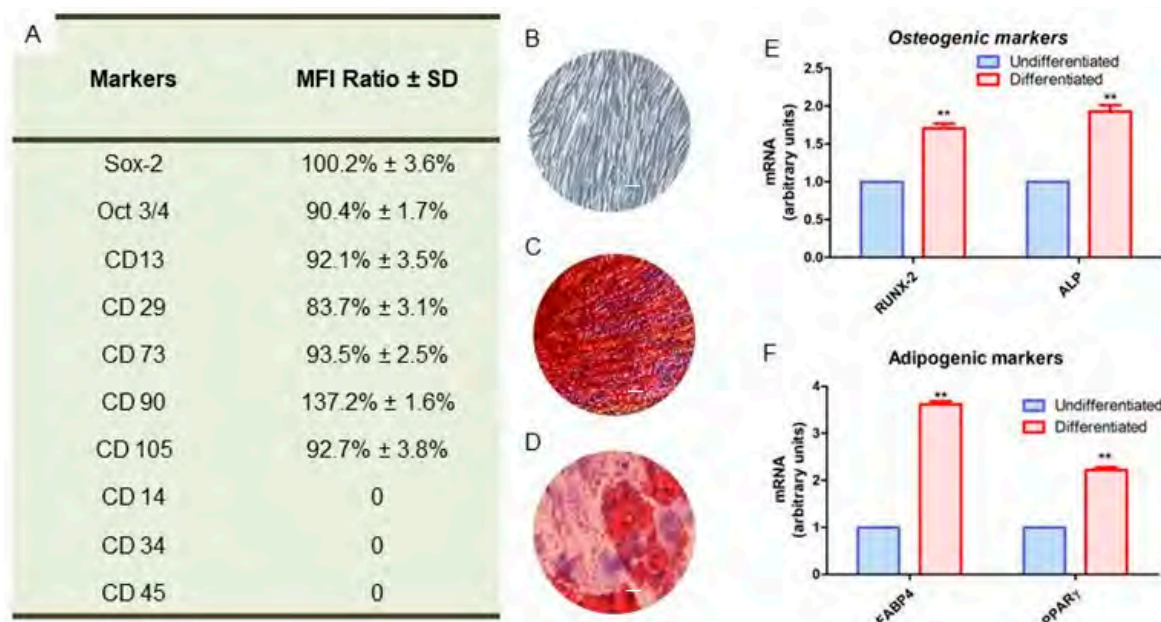 A
Markers MFI Ratio ± SD
Sox-2 100.2% ± 3.6%
Oct 3/4 90.4% ± 1.7%
CD13 92.1% ± 3.5%
CD 29 83.7% ± 3.1%
CD 73 93.5% ± 2.5%
CD 90 137.2% ± 1.6%
CD 105 92.7% ± 3.8%
CD 14 0
CD 34 0
CD 45 0
B
C
D
E
Osteogenic markers
Undifferentiated
Differentiated
mRNA
(arbitrary units)
2.5
2.0
1.5
1.0
0.5
0.0
**
**
RUNX-2
ALP
F
Adipogenic markers
Undifferentiated
Differentiated
mRNA
(arbitrary units)
4
3
2
1
0
**
**
FABP4
PPARγ